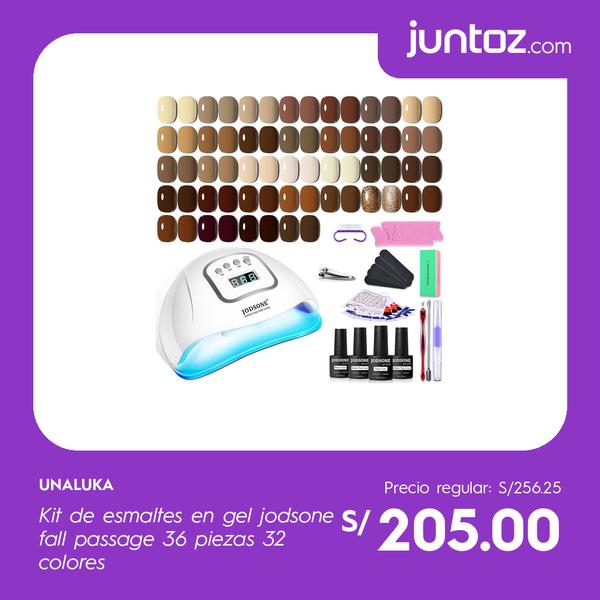 juntoz.com
JODSONE
JODSONE
JODSONE
JODSONE
JODSONE
UNALUKA
Precio regular: S/256.25
Kit de esmaltes en gel jodsone
fall passage 36 piezas 32
colores
S/ 205.00